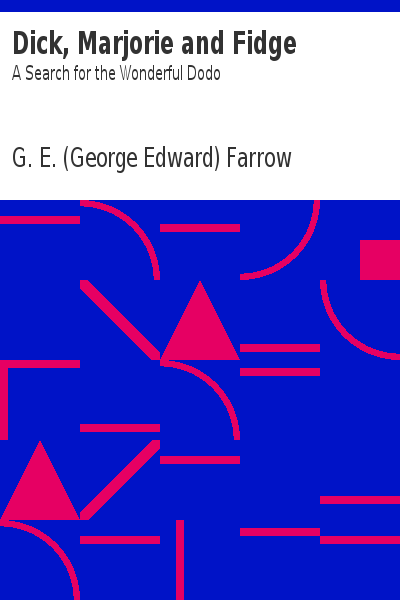 Dick, Marjorie and Fidge
A Search for the Wonderful Dodo
G. E. (George Edward) Farrow